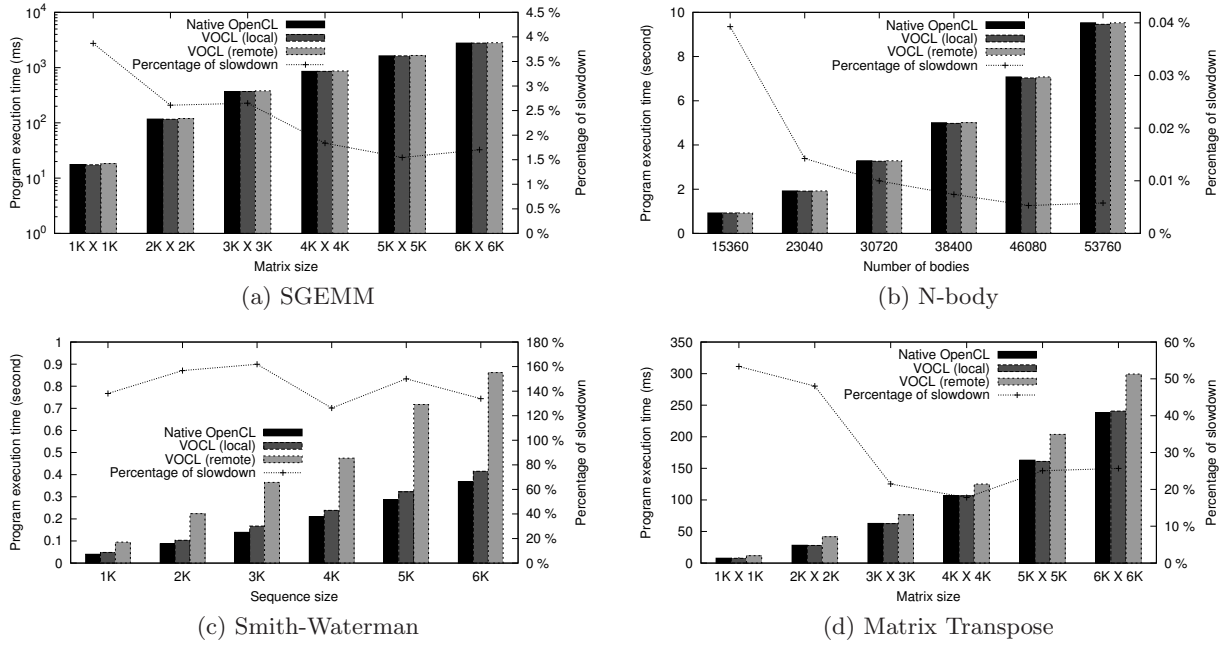 Native OpenCL
VOCL (local)
VOCL (remote)
Percentage of slowdown
Program execution time (ms)
10^4
10^3
10^2
10^1
10^0
4.5 %
4 %
3.5 %
3 %
2.5 %
2 %
1.5 %
1 %
0.5 %
0 %
Percentage of slowdown
1K X 1K 2K X 2K 3K X 3K 4K X 4K 5K X 5K 6K X 6K
Matrix size
(a) SGEMM
Native OpenCL
VOCL (local)
VOCL (remote)
Percentage of slowdown
Program execution time (second)
10
8
6
4
2
0
0.04 %
0.03 %
0.02 %
0.01 %
0 %
Percentage of slowdown
15360 23040 30720 38400 46080 53760
Number of bodies
(b) N-body
Native OpenCL
VOCL (local)
VOCL (remote)
Percentage of slowdown
Program execution time (second)
1
0.9
0.8
0.7
0.6
0.5
0.4
0.3
0.2
0.1
0
180 %
160 %
140 %
120 %
100 %
80 %
60 %
40 %
20 %
0 %
Percentage of slowdown
1K 2K 3K 4K 5K 6K
Sequence size
(c) Smith-Waterman
Native OpenCL
VOCL (local)
VOCL (remote)
Percentage of slowdown
Program execution time (ms)
350
300
250
200
150
100
50
0
60 %
50 %
40 %
30 %
20 %
10 %
0 %
Percentage of slowdown
1K X 1K 2K X 2K 3K X 3K 4K X 4K 5K X 5K 6K X 6K
Matrix size
(d) Matrix Transpose